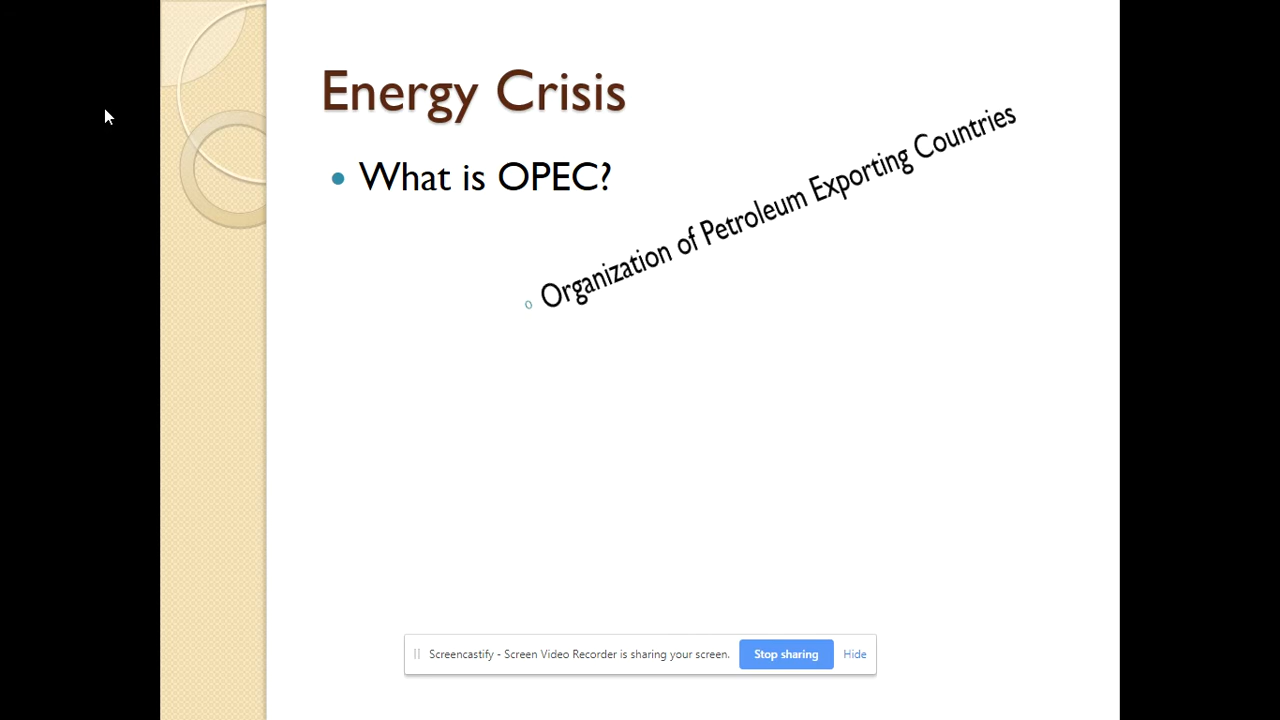 Energy Crisis
What is OPEC?
Organization of Petroleum Exporting Countries
Screencastify - Screen Video Recorder is sharing your screen. Stop sharing Hide